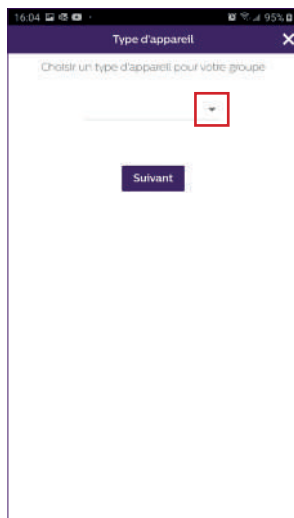 16:04 95%
Type d'appareil
Choisir un type d'appareil pour votre groupe
Suivant